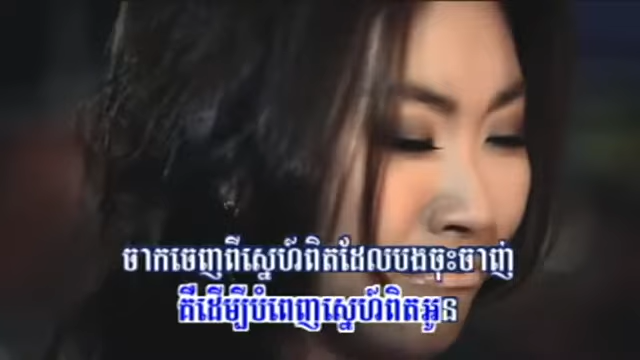 ចាកចេញពីស្នេហ៍ពិតដែលបងចុះចាញ់
គឺដើម្បីបំពេញស្នេហ៍ពិតអូន